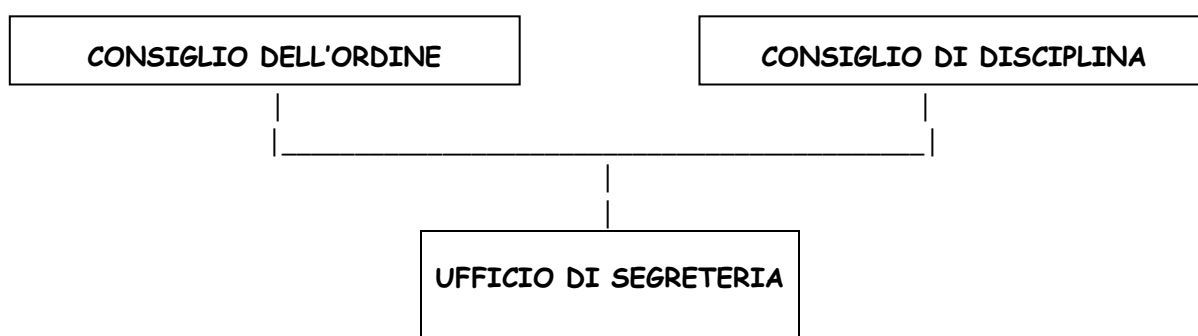 CONSIGLIO DELL’ORDINE
CONSIGLIO DI DISCIPLINA
UFFICIO DI SEGRETERIA